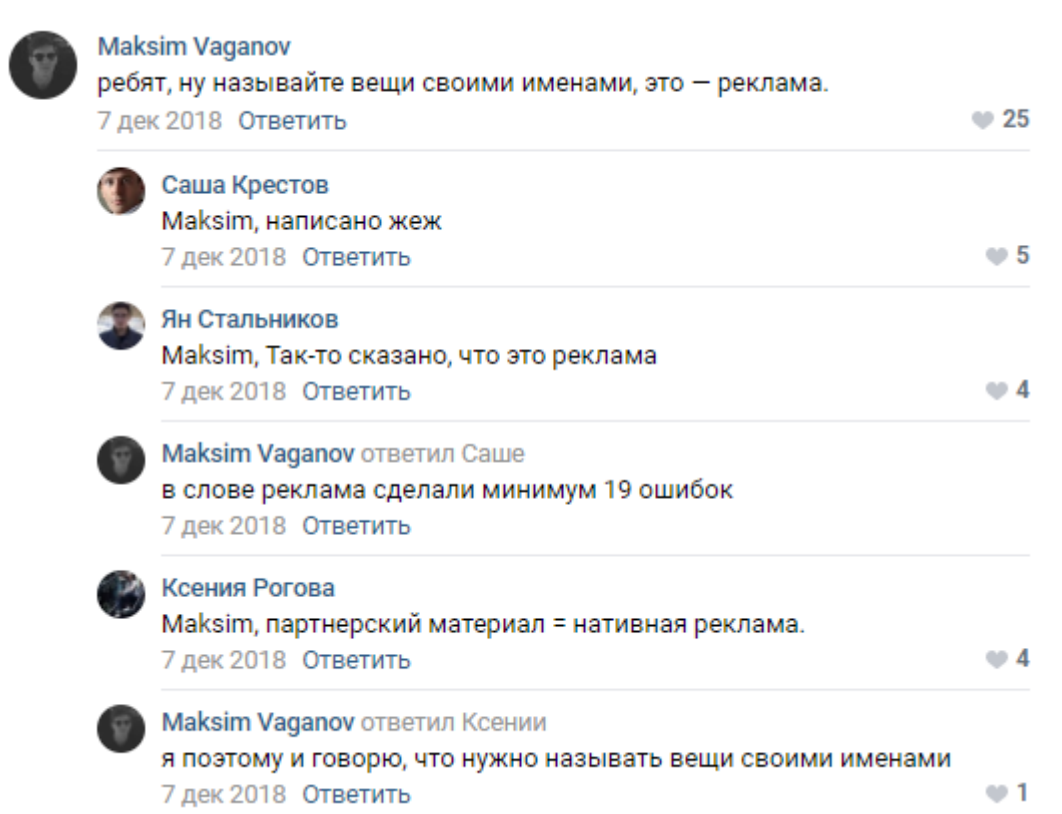 Maksim Vaganov
ребят, ну называйте вещи своими именами, это — реклама.
7 дек 2018 Ответить 25
Саша Крестов
Maksim, написано жеж
7 дек 2018 Ответить 5
Ян Стальников
Maksim, Так-то сказано, что это реклама
7 дек 2018 Ответить 4
Maksim Vaganov ответил Саше
в слове реклама сделали минимум 19 ошибок
7 дек 2018 Ответить
Ксения Рогова
Maksim, партнерский материал = нативная реклама.
7 дек 2018 Ответить 4
Maksim Vaganov ответил Ксении
я поэтому и говорю, что нужно называть вещи своими именами
7 дек 2018 Ответить 1